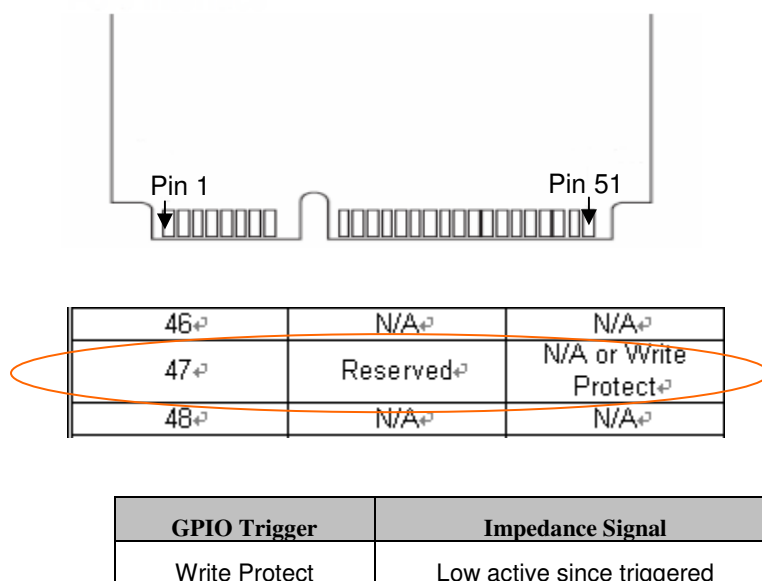 Pin 1 Pin 51
46 N/A N/A
47 Reserved N/A or Write
Protect
48 N/A N/A
GPIO Trigger Impedance Signal
Write Protect Low active since triggered